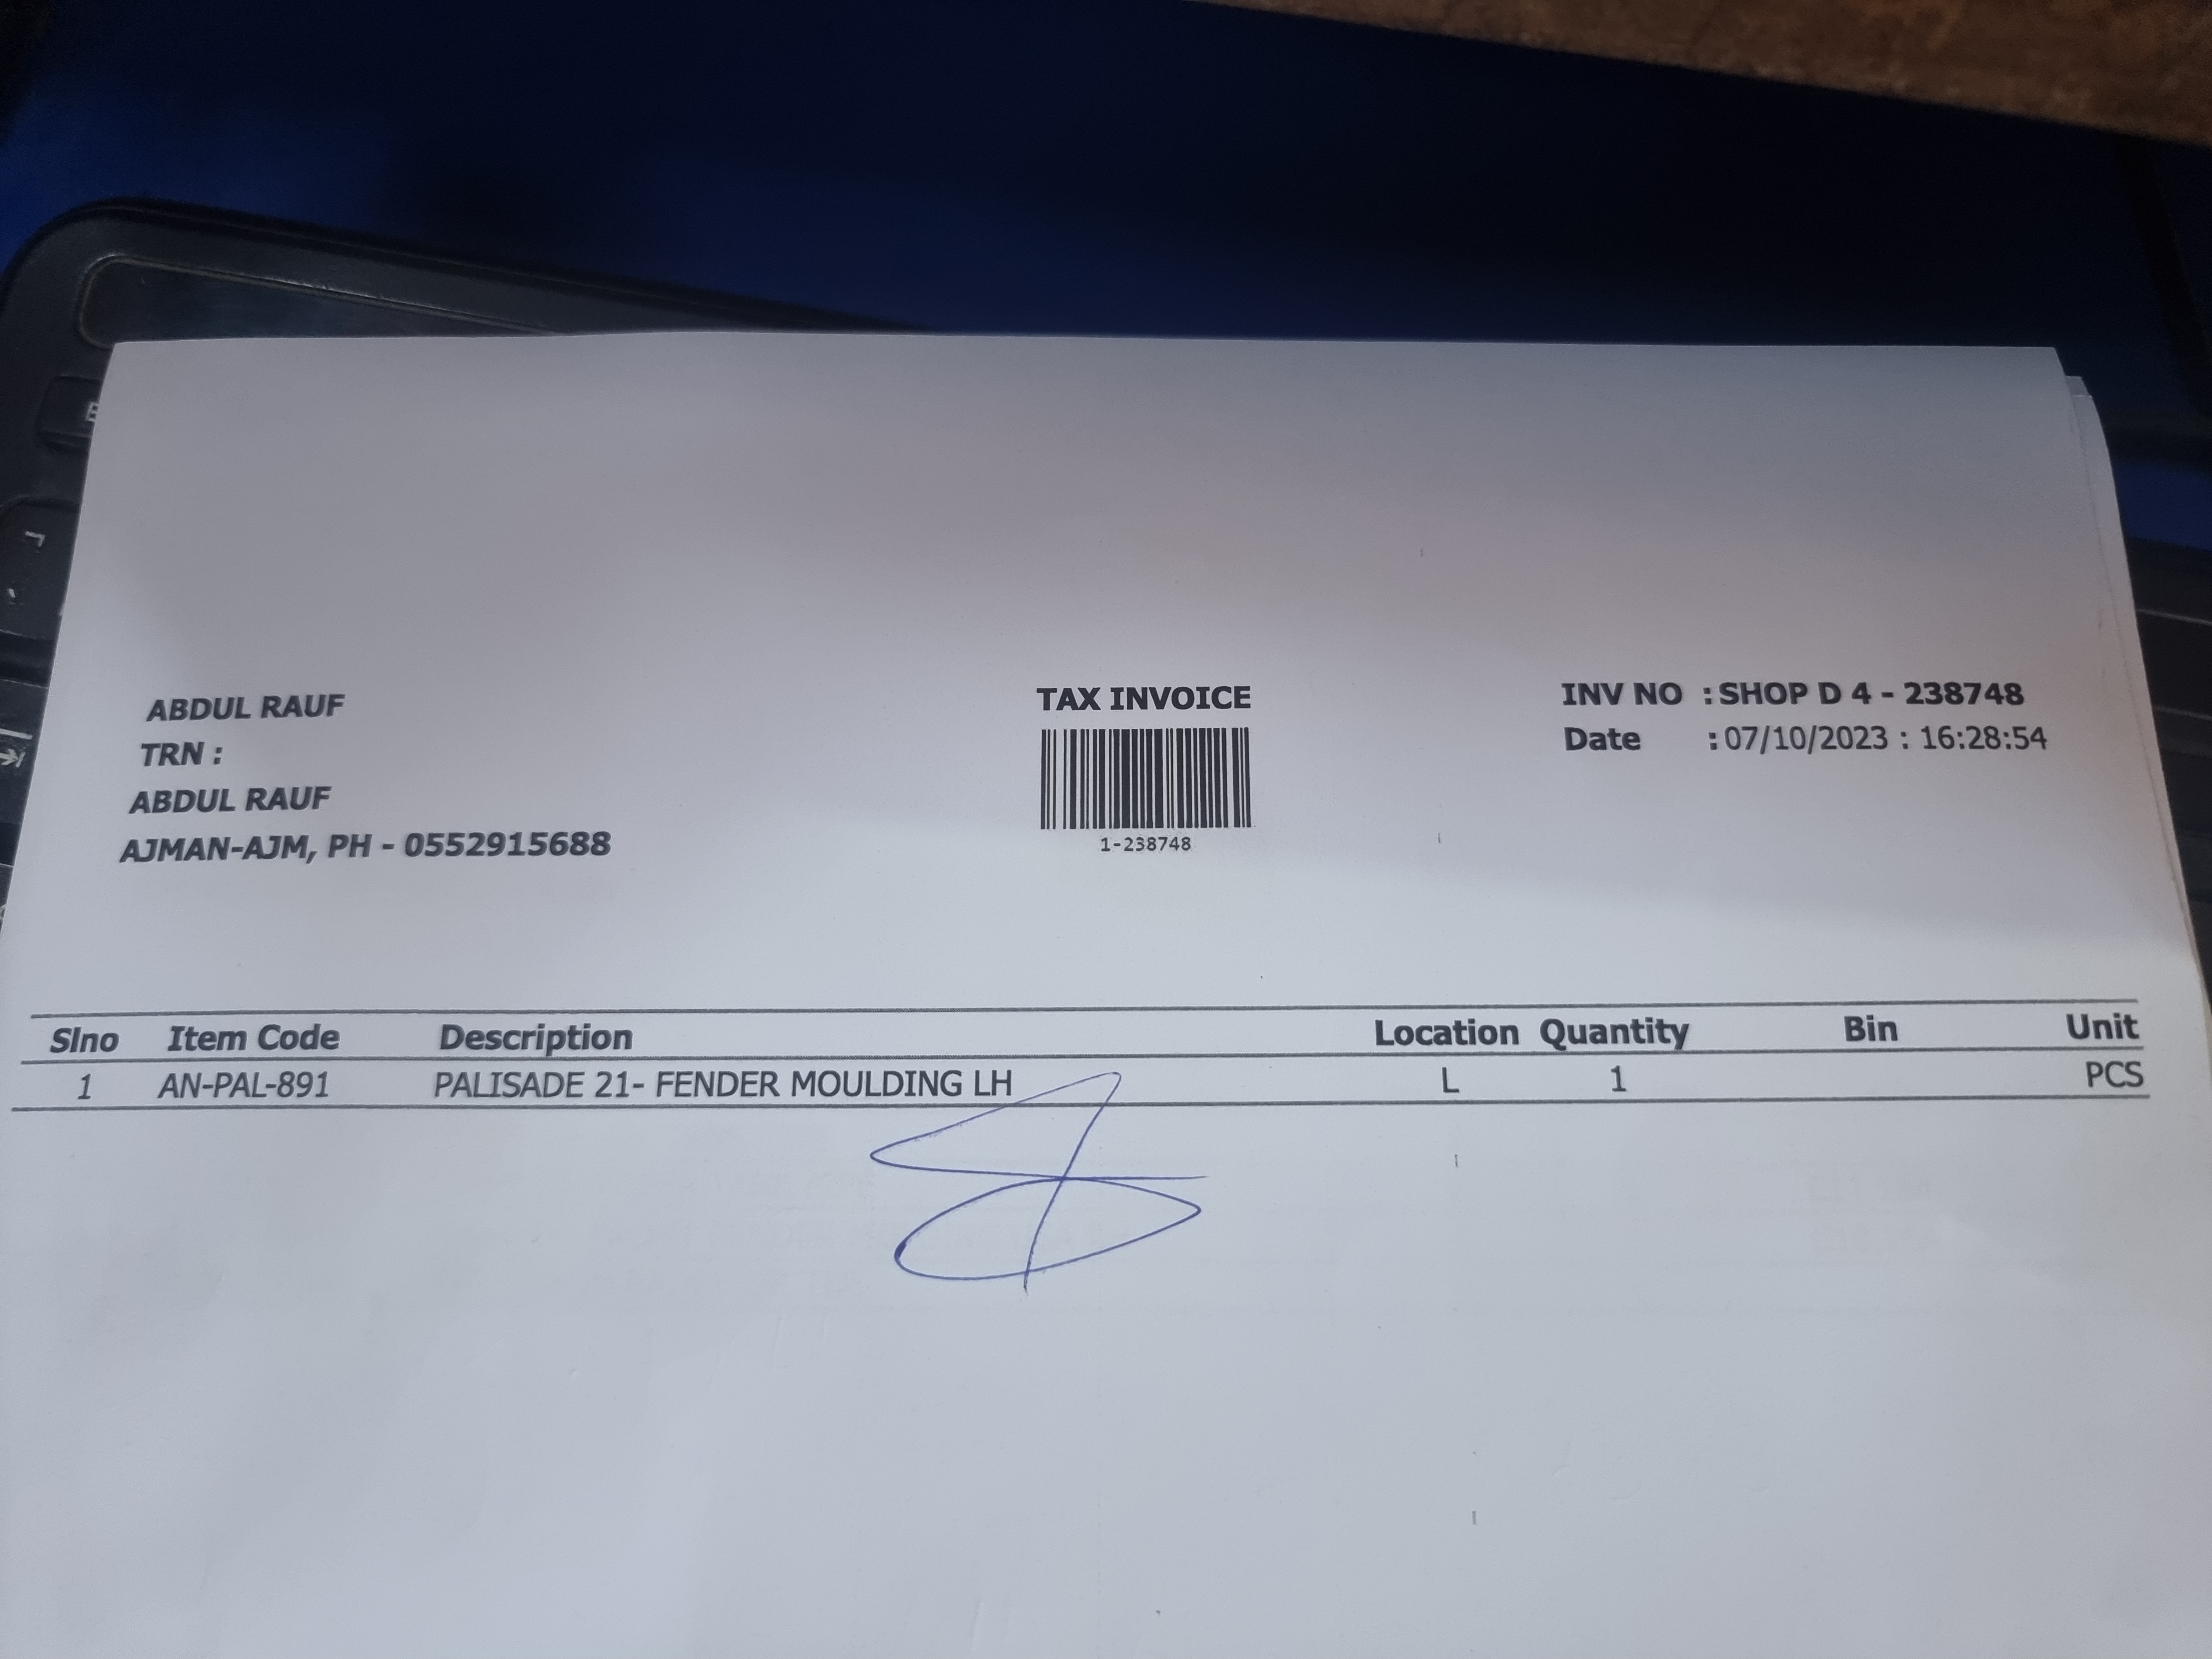 ABDUL RAUF
TRN :
ABDUL RAUF
AJMAN-AJM, PH - 0552915688
TAX INVOICE
1-238748
INV NO : SHOP D 4 - 238748
Date : 07/10/2023 : 16:28:54
Slno Item Code Description Location Quantity Bin Unit
1 AN-PAL-891 PALISADE 21- FENDER MOULDING LH L 1 PCS